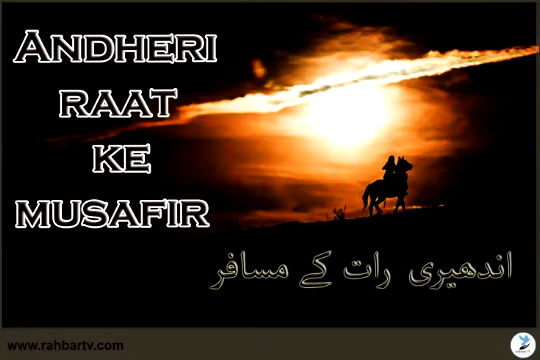 ANDHERI
RAAT
KE
MUSAFIR
اندھیری رات کے مسافر
www.rahbartv.com